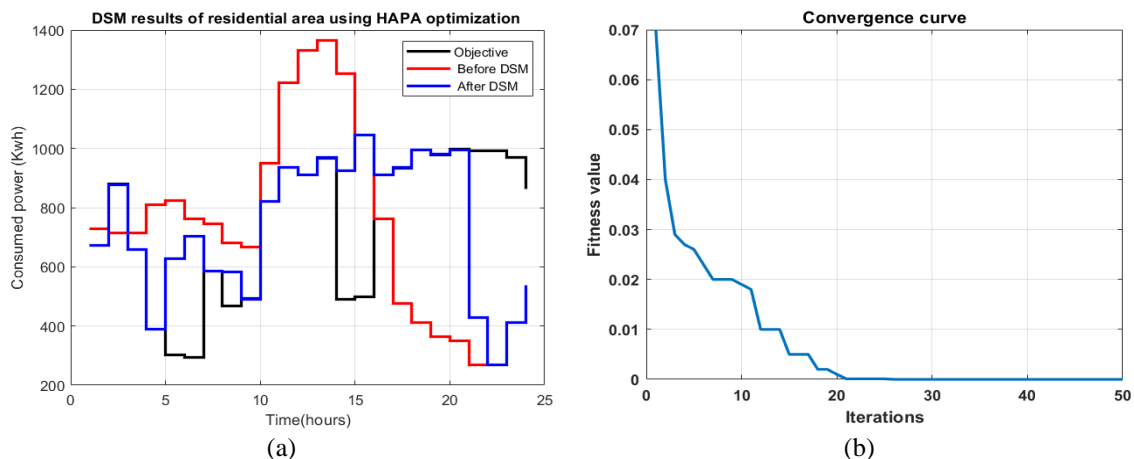 DSM results of residential area using HAPA optimization
1400
1200
1000
800
600
400
200
Consumed power (Kwh)
Objective
Before DSM
After DSM
0 5 10 15 20 25
Time(hours)
(a)
Convergence curve
0.07
0.06
0.05
0.04
0.03
0.02
0.01
0
Fitness value
0 10 20 30 40 50
Iterations
(b)